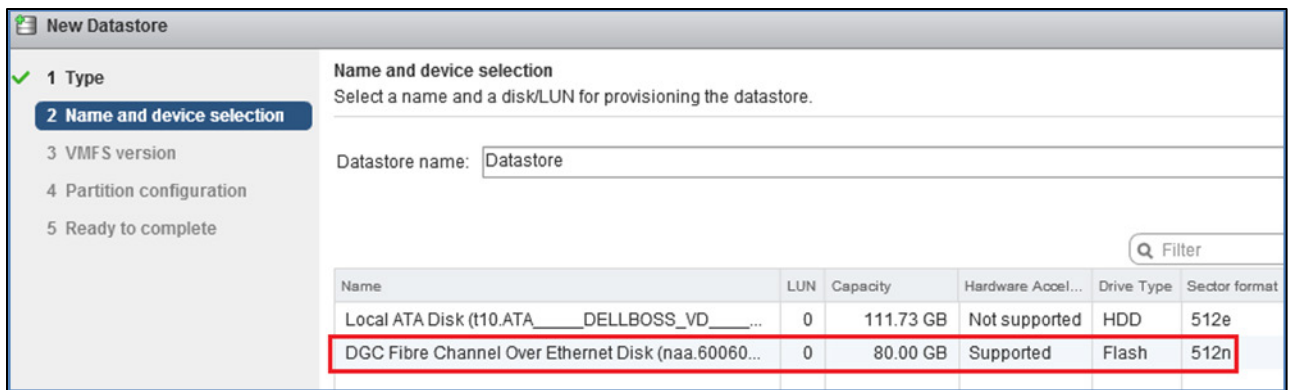 New Datastore
1 Type
2 Name and device selection
3 VMFS version
4 Partition configuration
5 Ready to complete
Name and device selection
Select a name and a disk/LUN for provisioning the datastore.
Datastore name: Datastore
Filter
Name LUN Capacity Hardware Accel... Drive Type Sector format
Local ATA Disk (t10.ATA_____DELLBOSS_VD____... 0 111.73 GB Not supported HDD 512e
DGC Fibre Channel Over Ethernet Disk (naa.60060... 0 80.00 GB Supported Flash 512n